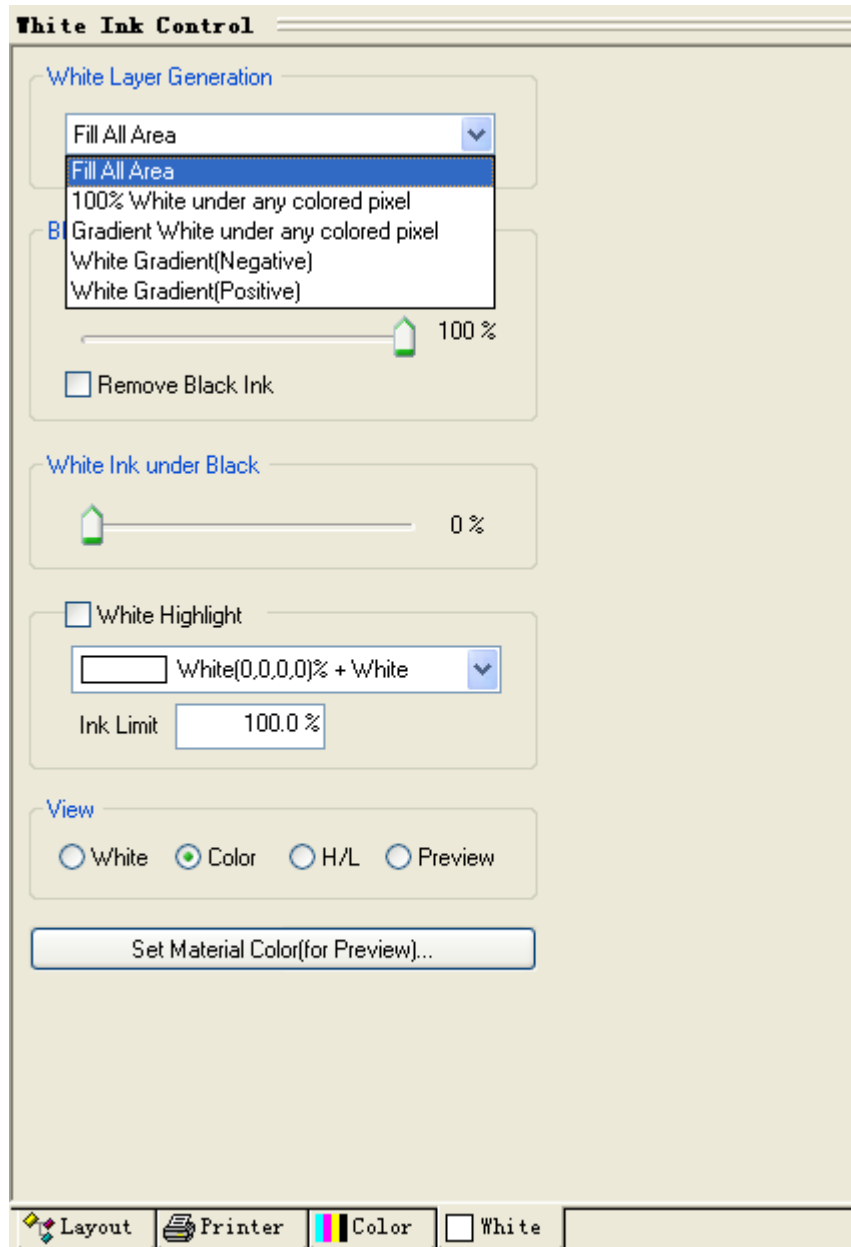 White Ink Control
White Layer Generation
Fill All Area
Fill All Area
100% White under any colored pixel
Gradient White under any colored pixel
White Gradient(Negative)
White Gradient(Positive)
100 %
Remove Black Ink
White Ink under Black
0 %
White Highlight
White(0,0,0,0)% + White
Ink Limit 100.0 %
View
White Color H/L Preview
Set Material Color(for Preview)...
Layout Printer Color White